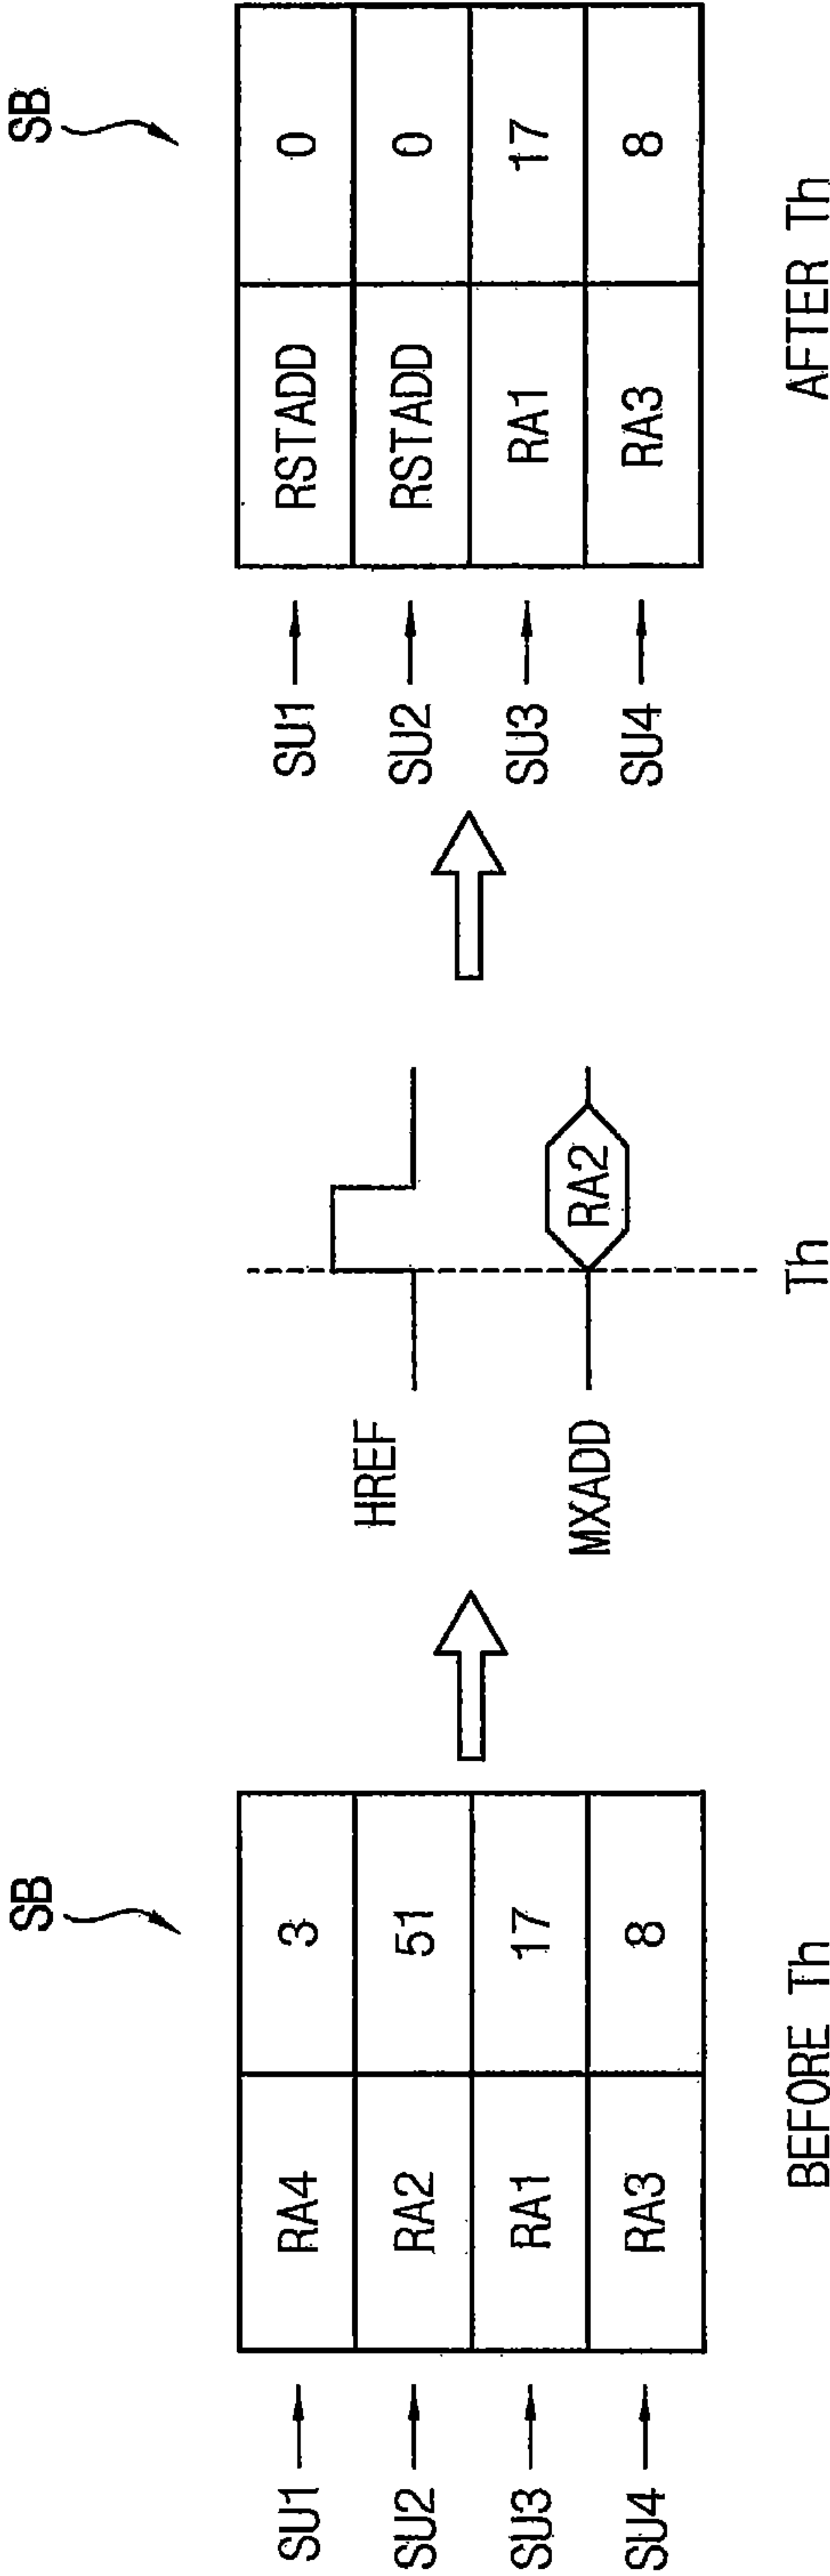 SB
SU1 RA4 3
SU2 RA2 51
SU3 RA1 17
SU4 RA3 8
BEFORE Th
HREF
MXADD RA2
Th
SB
SU1 RSTADD 0
SU2 RSTADD 0
SU3 RA1 17
SU4 RA3 8
AFTER Th